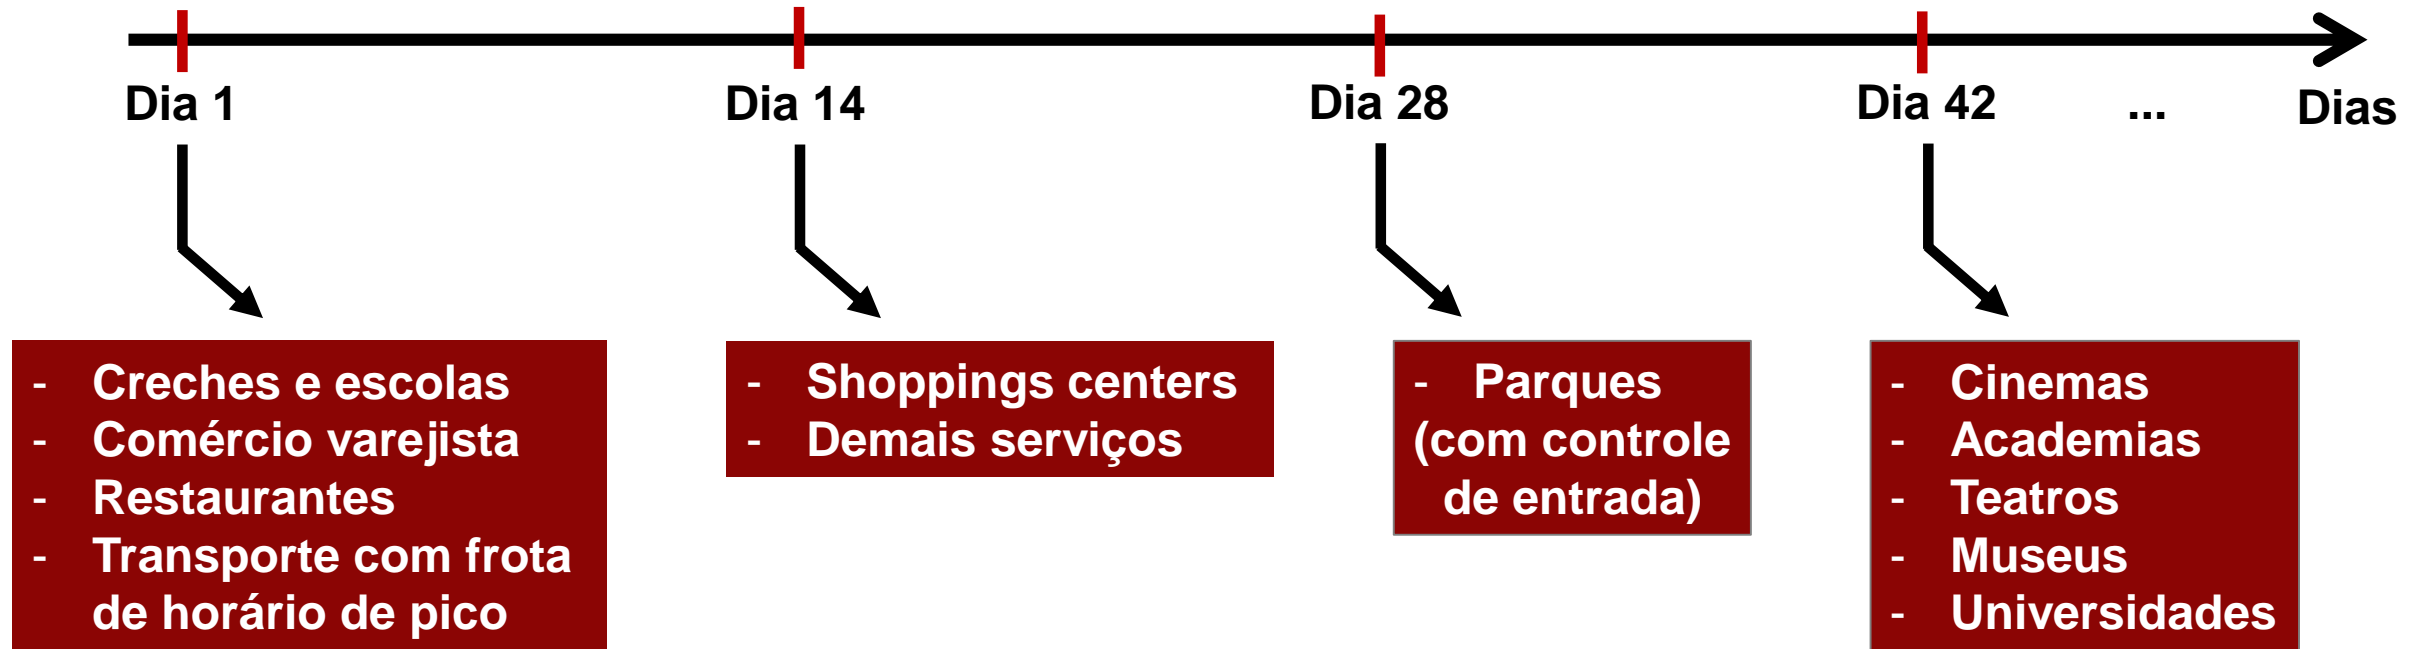 Dia 1
Dia 14
Dia 28
Dia 42
...
Dias
- Creches e escolas
- Comércio varejista
- Restaurantes
- Transporte com frota
de horário de pico
- Shoppings centers
- Demais serviços
- Parques
(com controle
de entrada)
- Cinemas
- Academias
- Teatros
- Museus
- Universidades